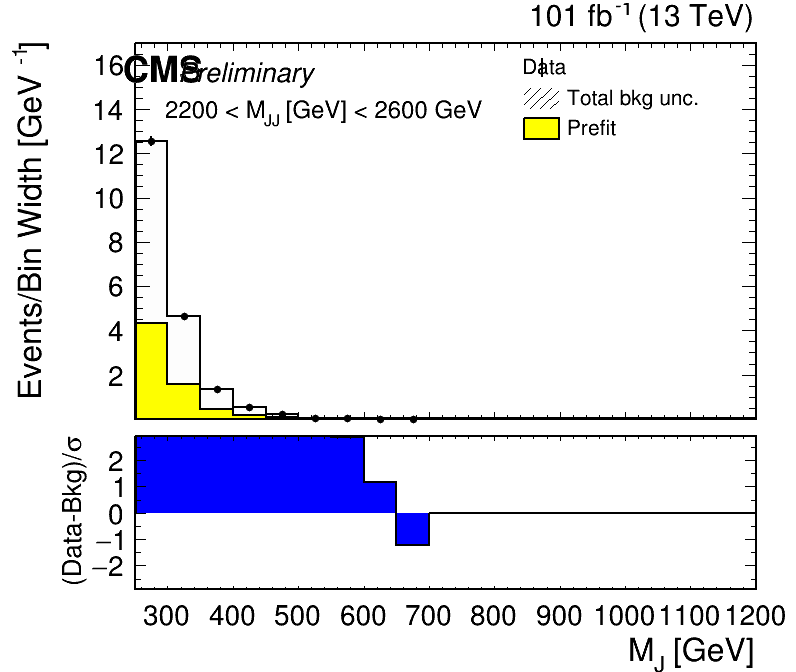 101 fb⁻¹ (13 TeV)
CMS Preliminary
2200 < M_JJ [GeV] < 2600 GeV
Data
Total bkg unc.
Prefit
Events/Bin Width [GeV⁻¹]
16
14
12
10
8
6
4
2
(Data-Bkg)/σ
2
1
0
−1
−2
300 400 500 600 700 800 900 1000 1100 1200
M_J [GeV]